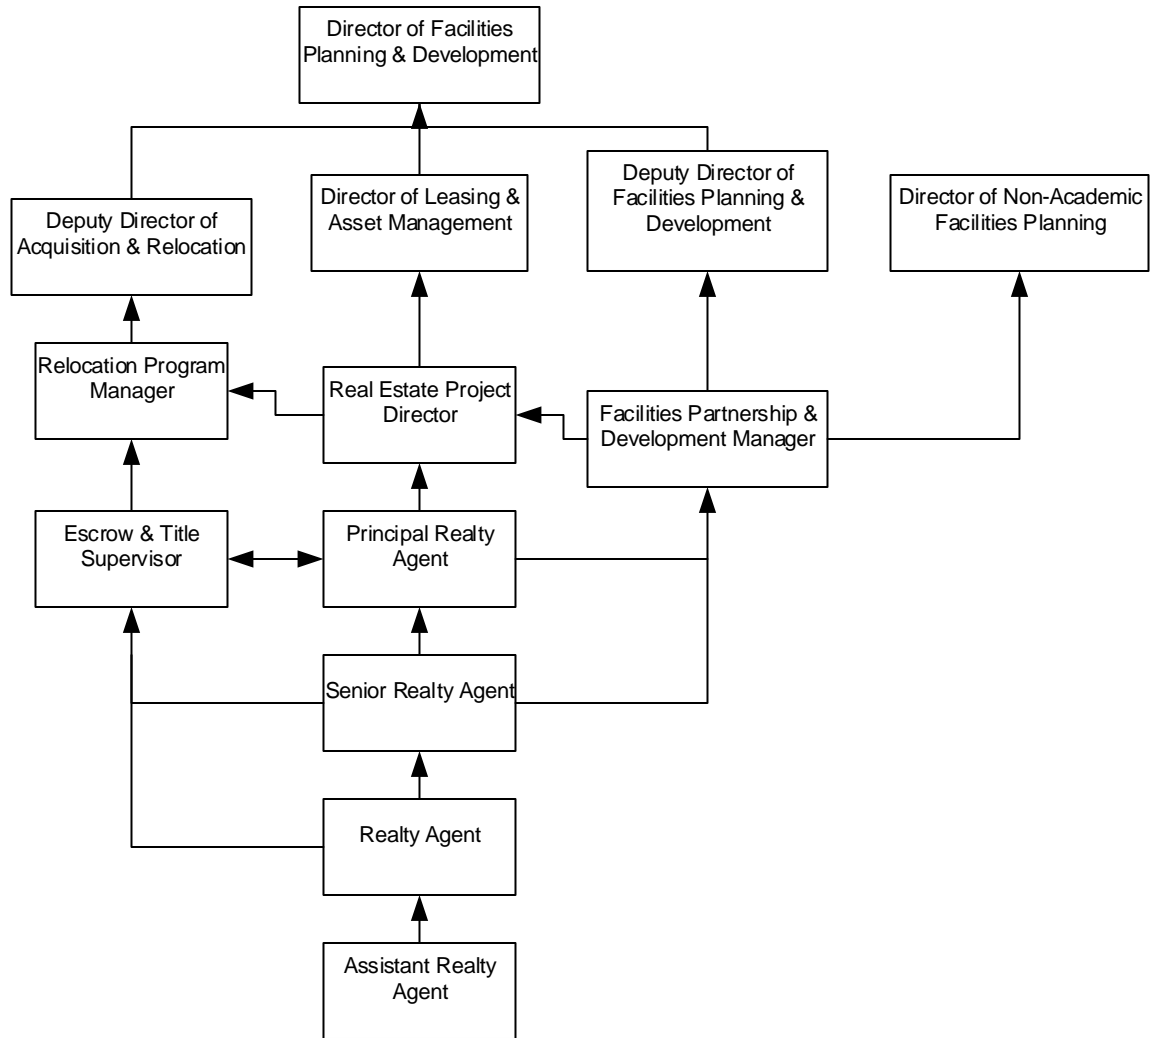 Director of Facilities
Planning & Development
Deputy Director of
Acquisition & Relocation
Director of Leasing &
Asset Management
Deputy Director of
Facilities Planning &
Development
Director of Non-Academic
Facilities Planning
Relocation Program
Manager
Real Estate Project
Director
Facilities Partnership &
Development Manager
Escrow & Title
Supervisor
Principal Realty
Agent
Senior Realty Agent
Realty Agent
Assistant Realty
Agent